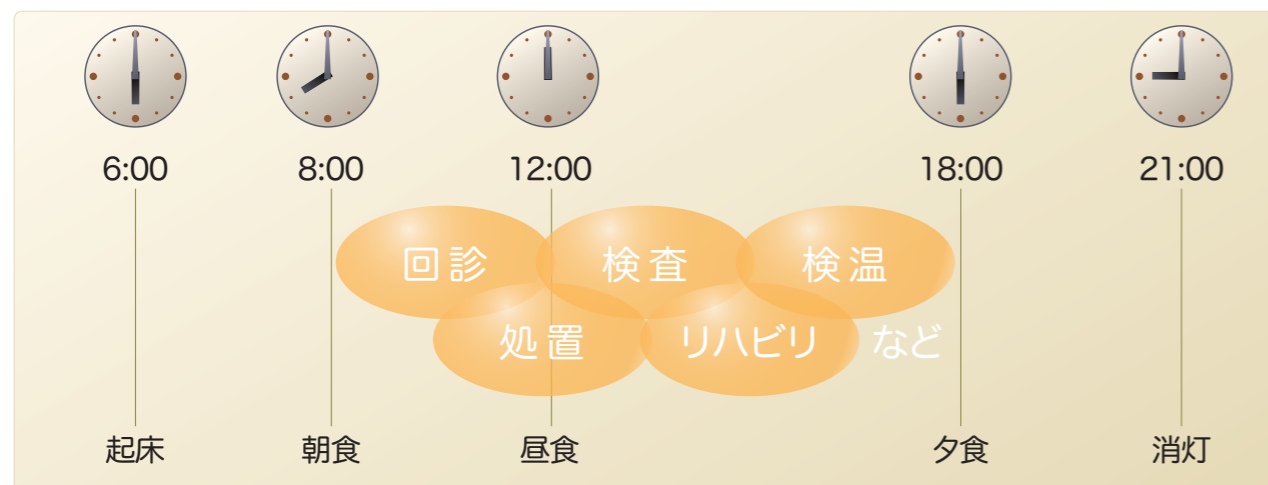 6:00 8:00 12:00 18:00 21:00
回診 検査 検温
処置 リハビリ など
起床 朝食 昼食 夕食 消灯